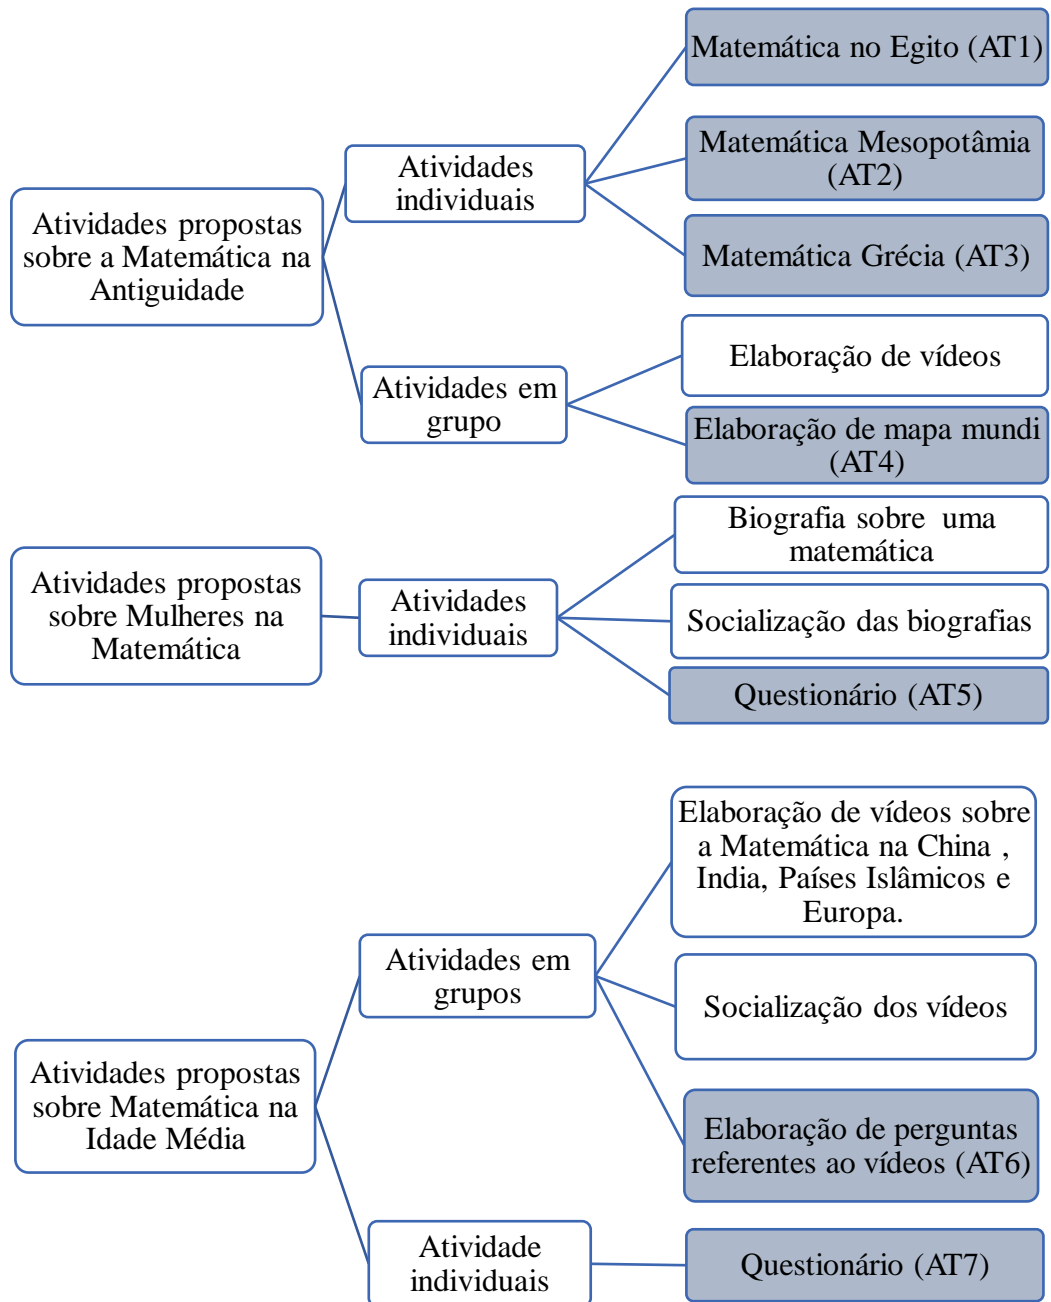 Atividades propostas
sobre a Matemática na
Antiguidade
Atividades
individuais
Matemática no Egito (AT1)
Matemática Mesopotâmia
(AT2)
Matemática Grécia (AT3)
Atividades em
grupo
Elaboração de vídeos
Elaboração de mapa mundi
(AT4)
Atividades propostas
sobre Mulheres na
Matemática
Atividades
individuais
Biografia sobre uma
matemática
Socialização das biografias
Questionário (AT5)
Atividades propostas
sobre Matemática na
Idade Média
Atividades em
grupos
Elaboração de vídeos sobre
a Matemática na China ,
India, Países Islâmicos e
Europa.
Socialização dos vídeos
Elaboração de perguntas
referentes ao vídeos (AT6)
Atividade
individuais
Questionário (AT7)